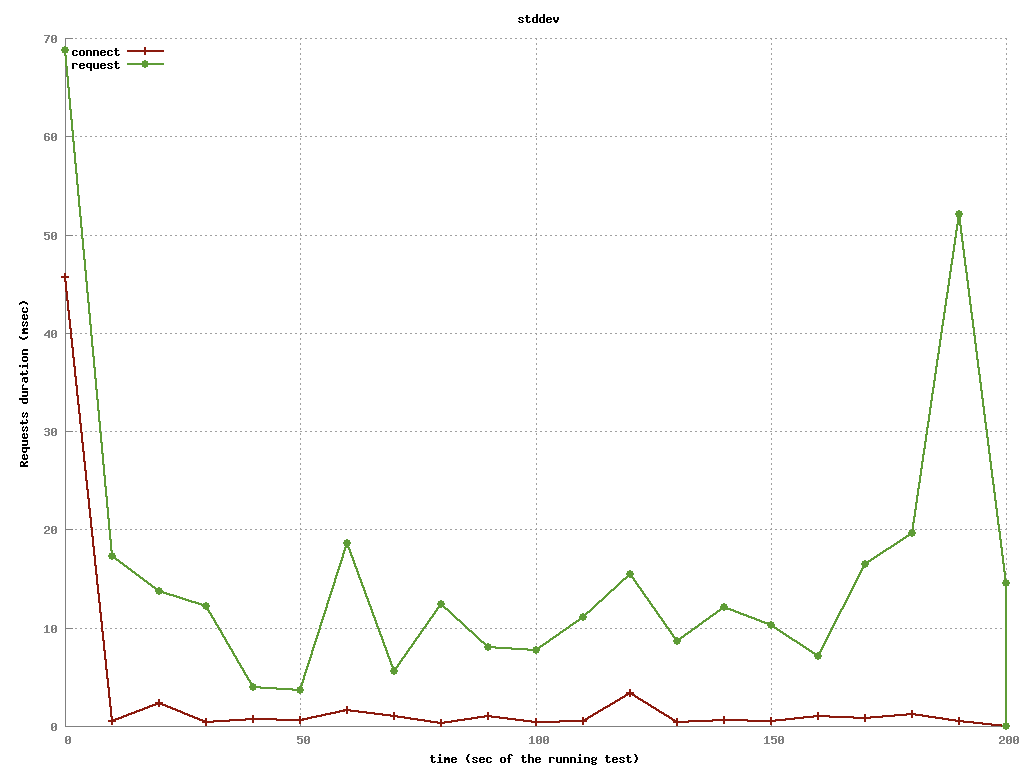 stddev
70
connect
request
60
50
40
Requests duration (msec)
30
20
10
0
0 50 100 150 200
time (sec of the running test)